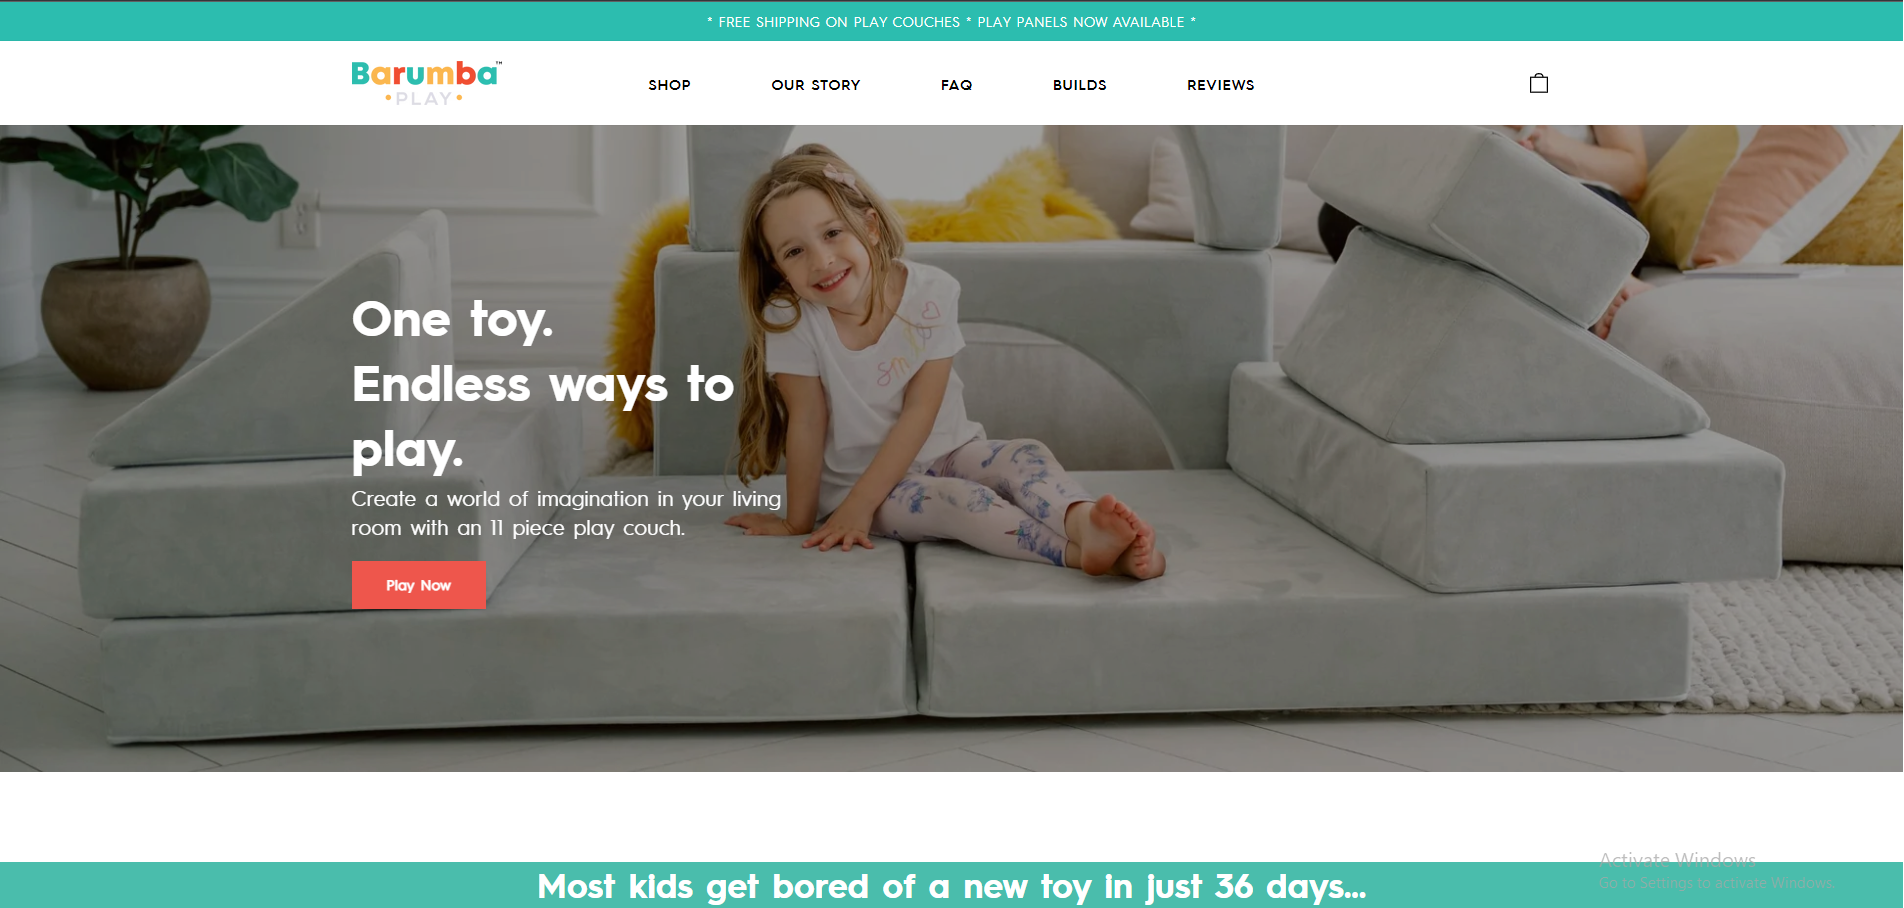 * FREE SHIPPING ON PLAY COUCHES * PLAY PANELS NOW AVAILABLE *
Barumba™
•PLAY•
SHOP
OUR STORY
FAQ
BUILDS
REVIEWS
One toy.
Endless ways to
play.
Create a world of imagination in your living
room with an 11 piece play couch.
Play Now
Activate Windows
Go to Settings to activate Windows.
Most kids get bored of a new toy in just 36 days...